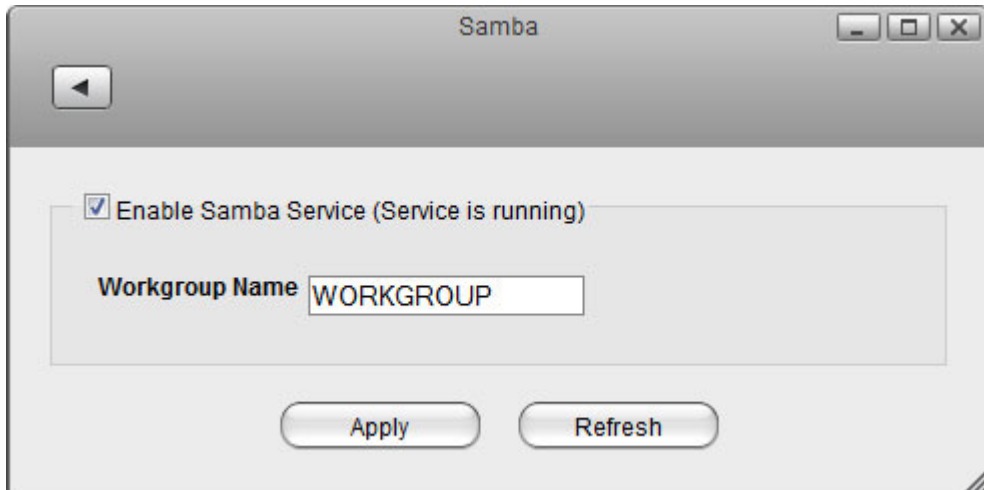 Samba
Enable Samba Service (Service is running)
Workgroup Name WORKGROUP
Apply Refresh